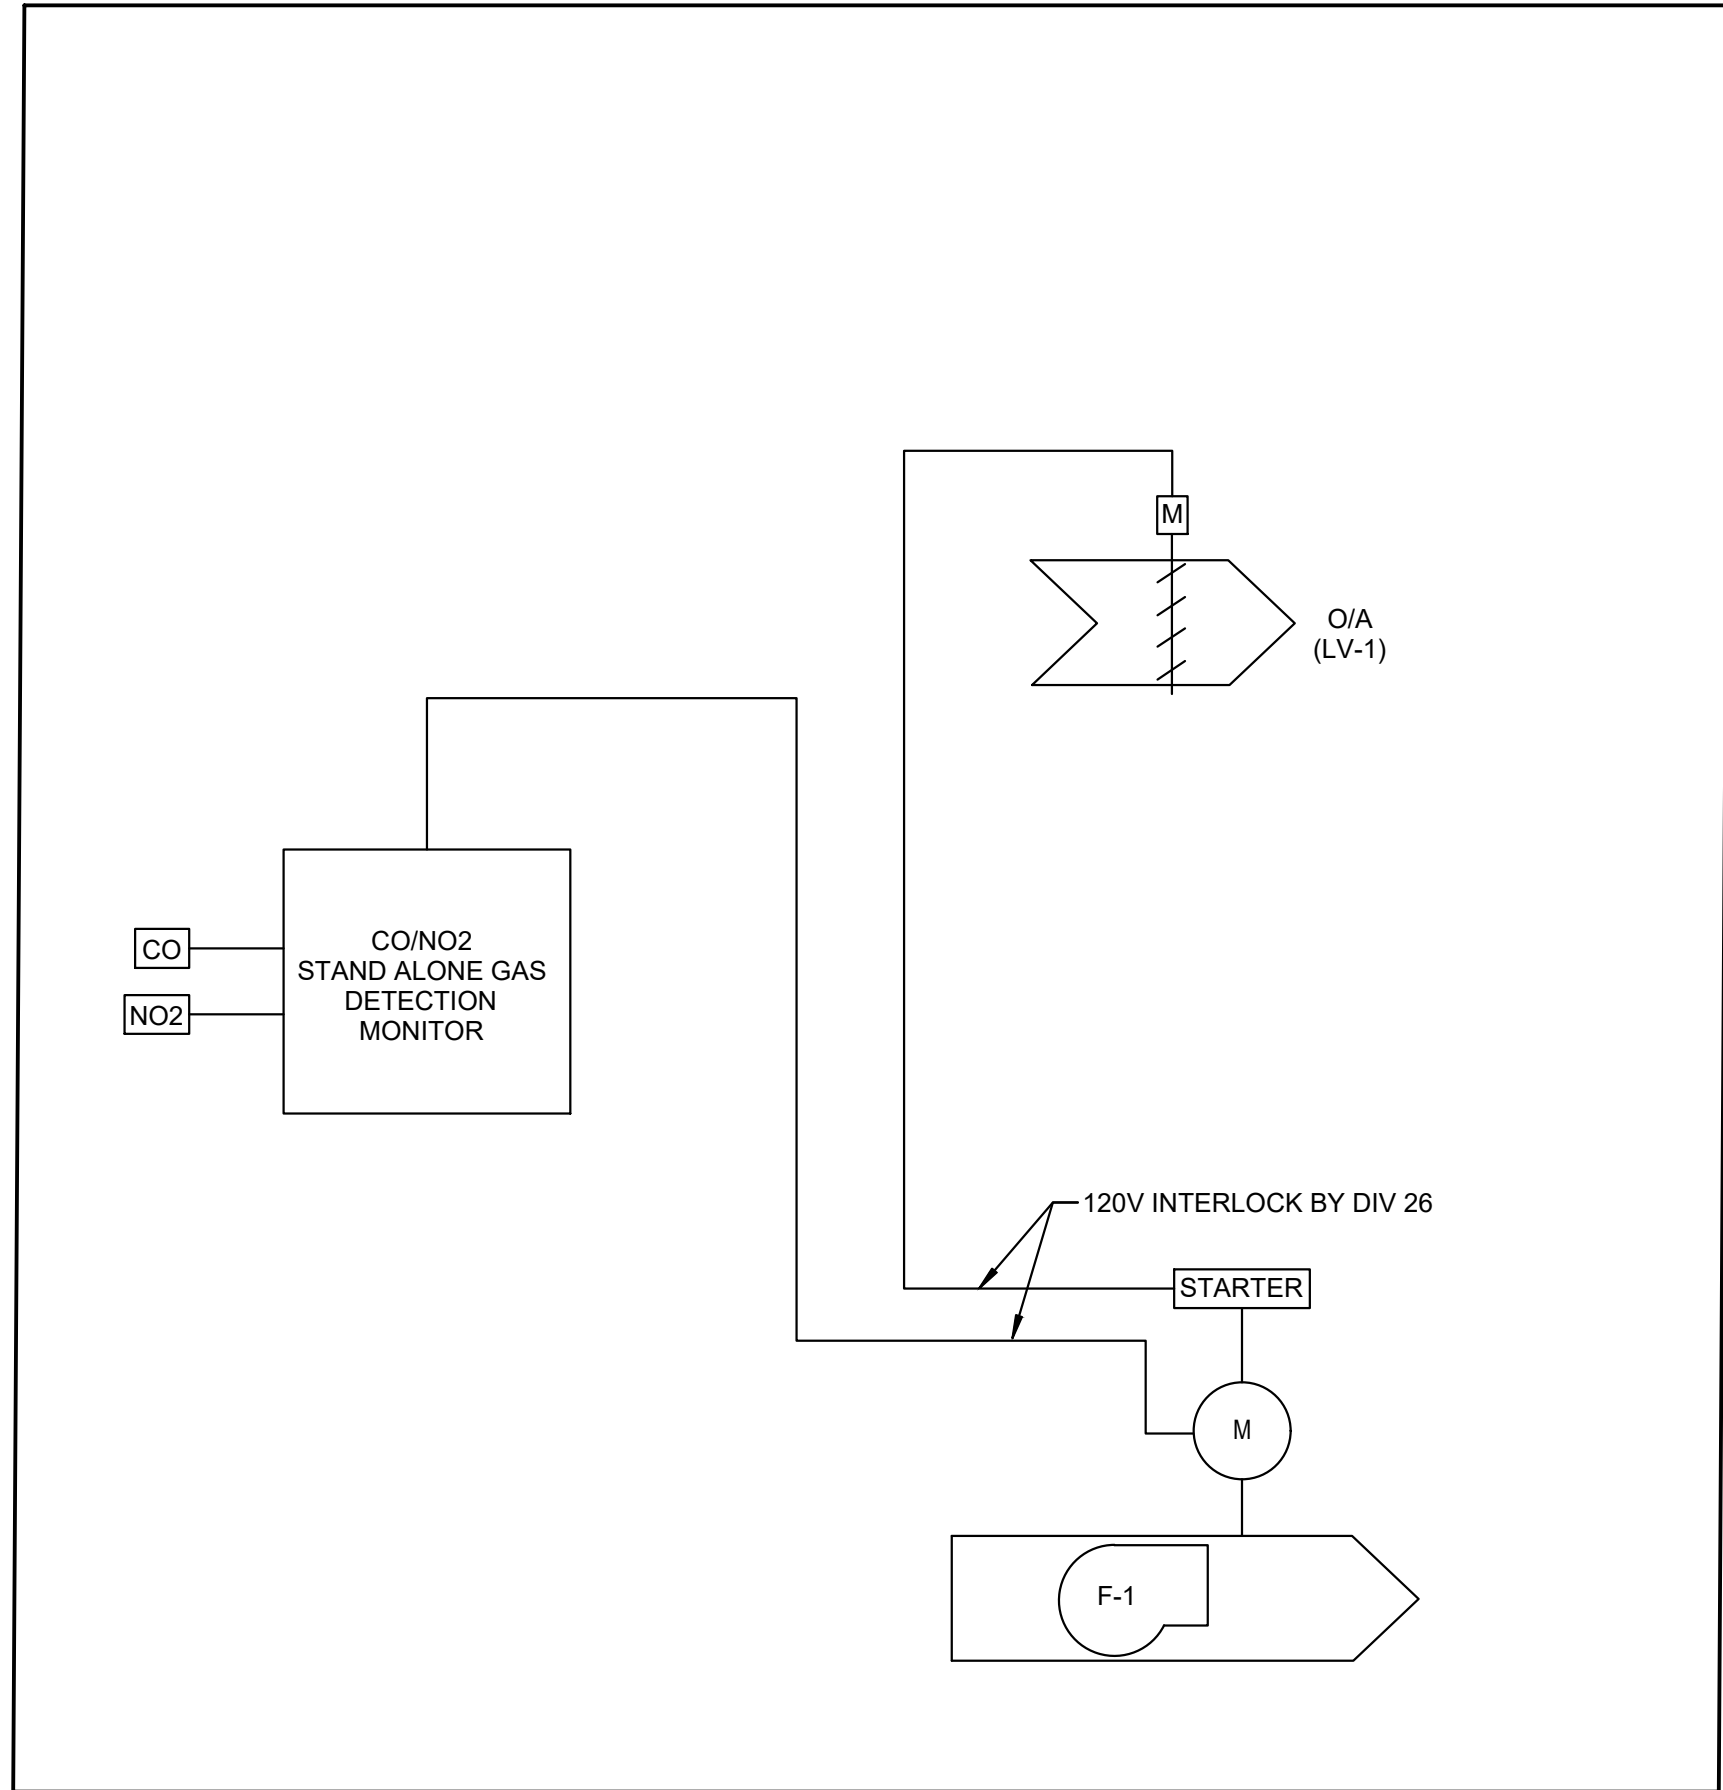 M
O/A
(LV-1)
CO
NO2
CO/NO2
STAND ALONE GAS
DETECTION
MONITOR
120V INTERLOCK BY DIV 26
STARTER
M
F-1